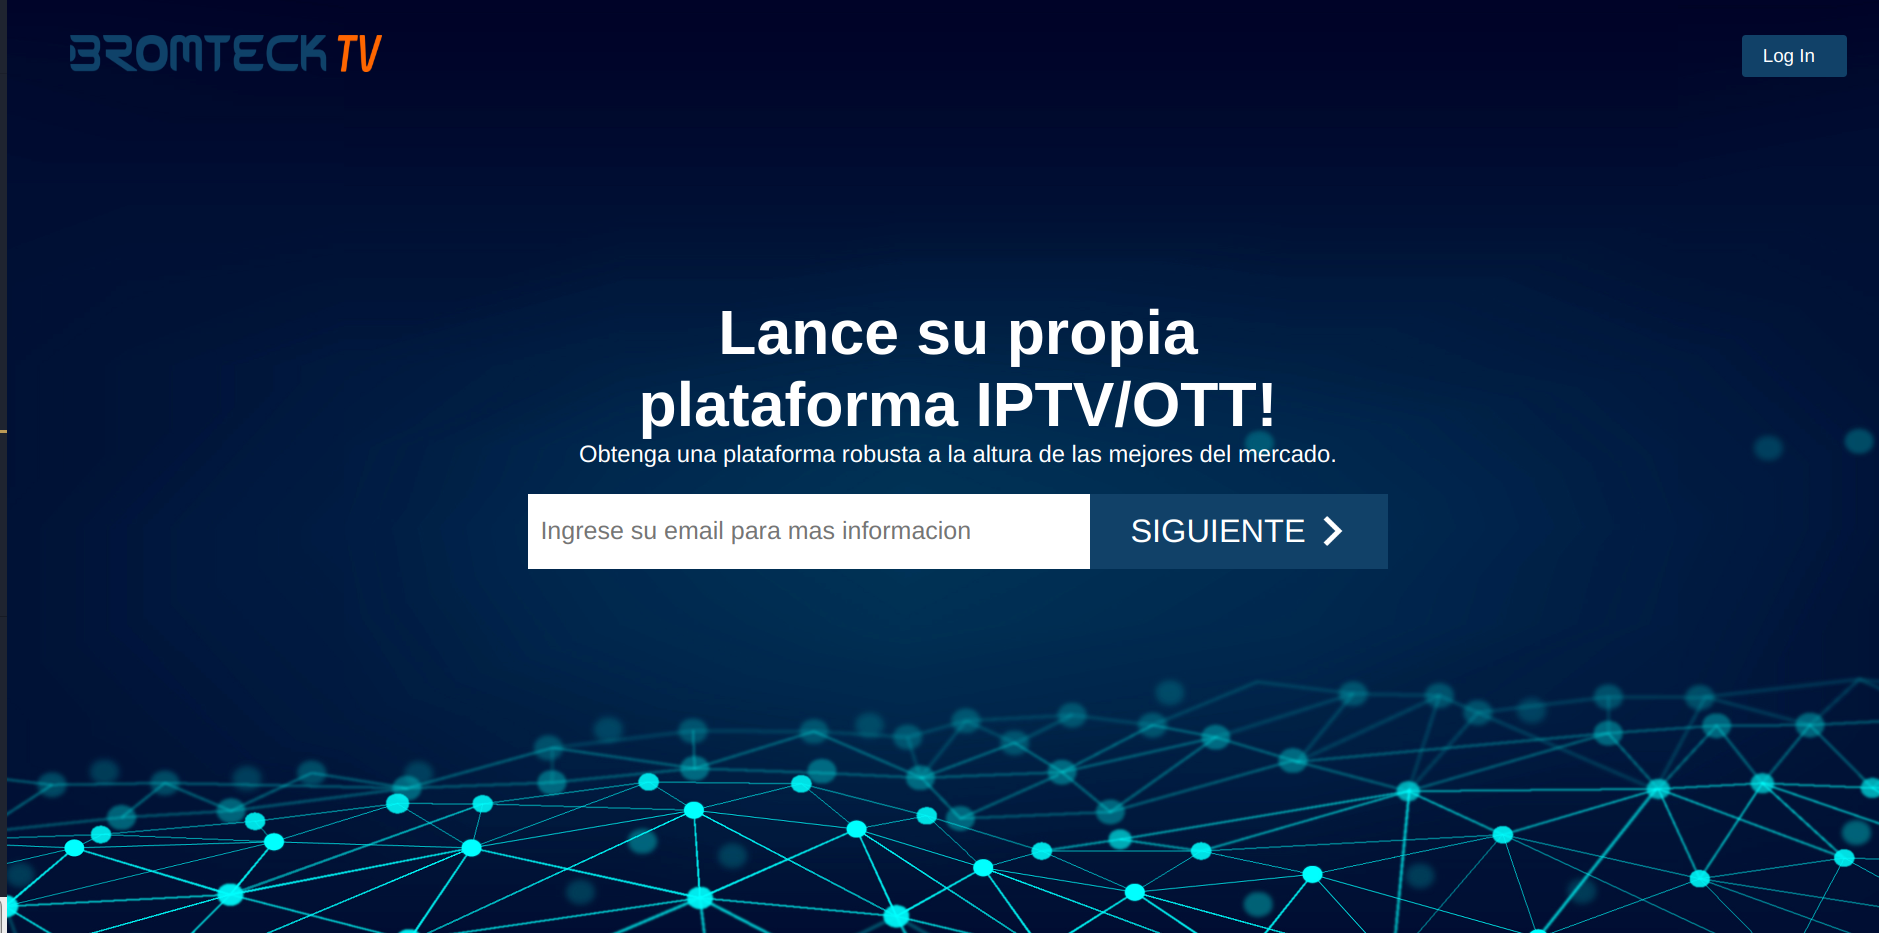 BROMTECK TV
Log In
Lance su propia
plataforma IPTV/OTT!
Obtenga una plataforma robusta a la altura de las mejores del mercado.
Ingrese su email para mas informacion
SIGUIENTE